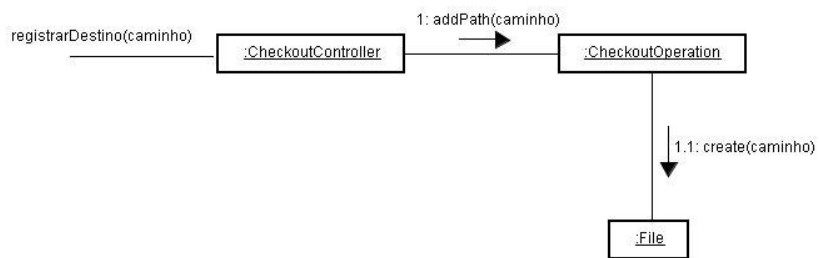 1: addPath(caminho)
registrarDestino(caminho)
:CheckoutController
:CheckoutOperation
1.1: create(caminho)
:File